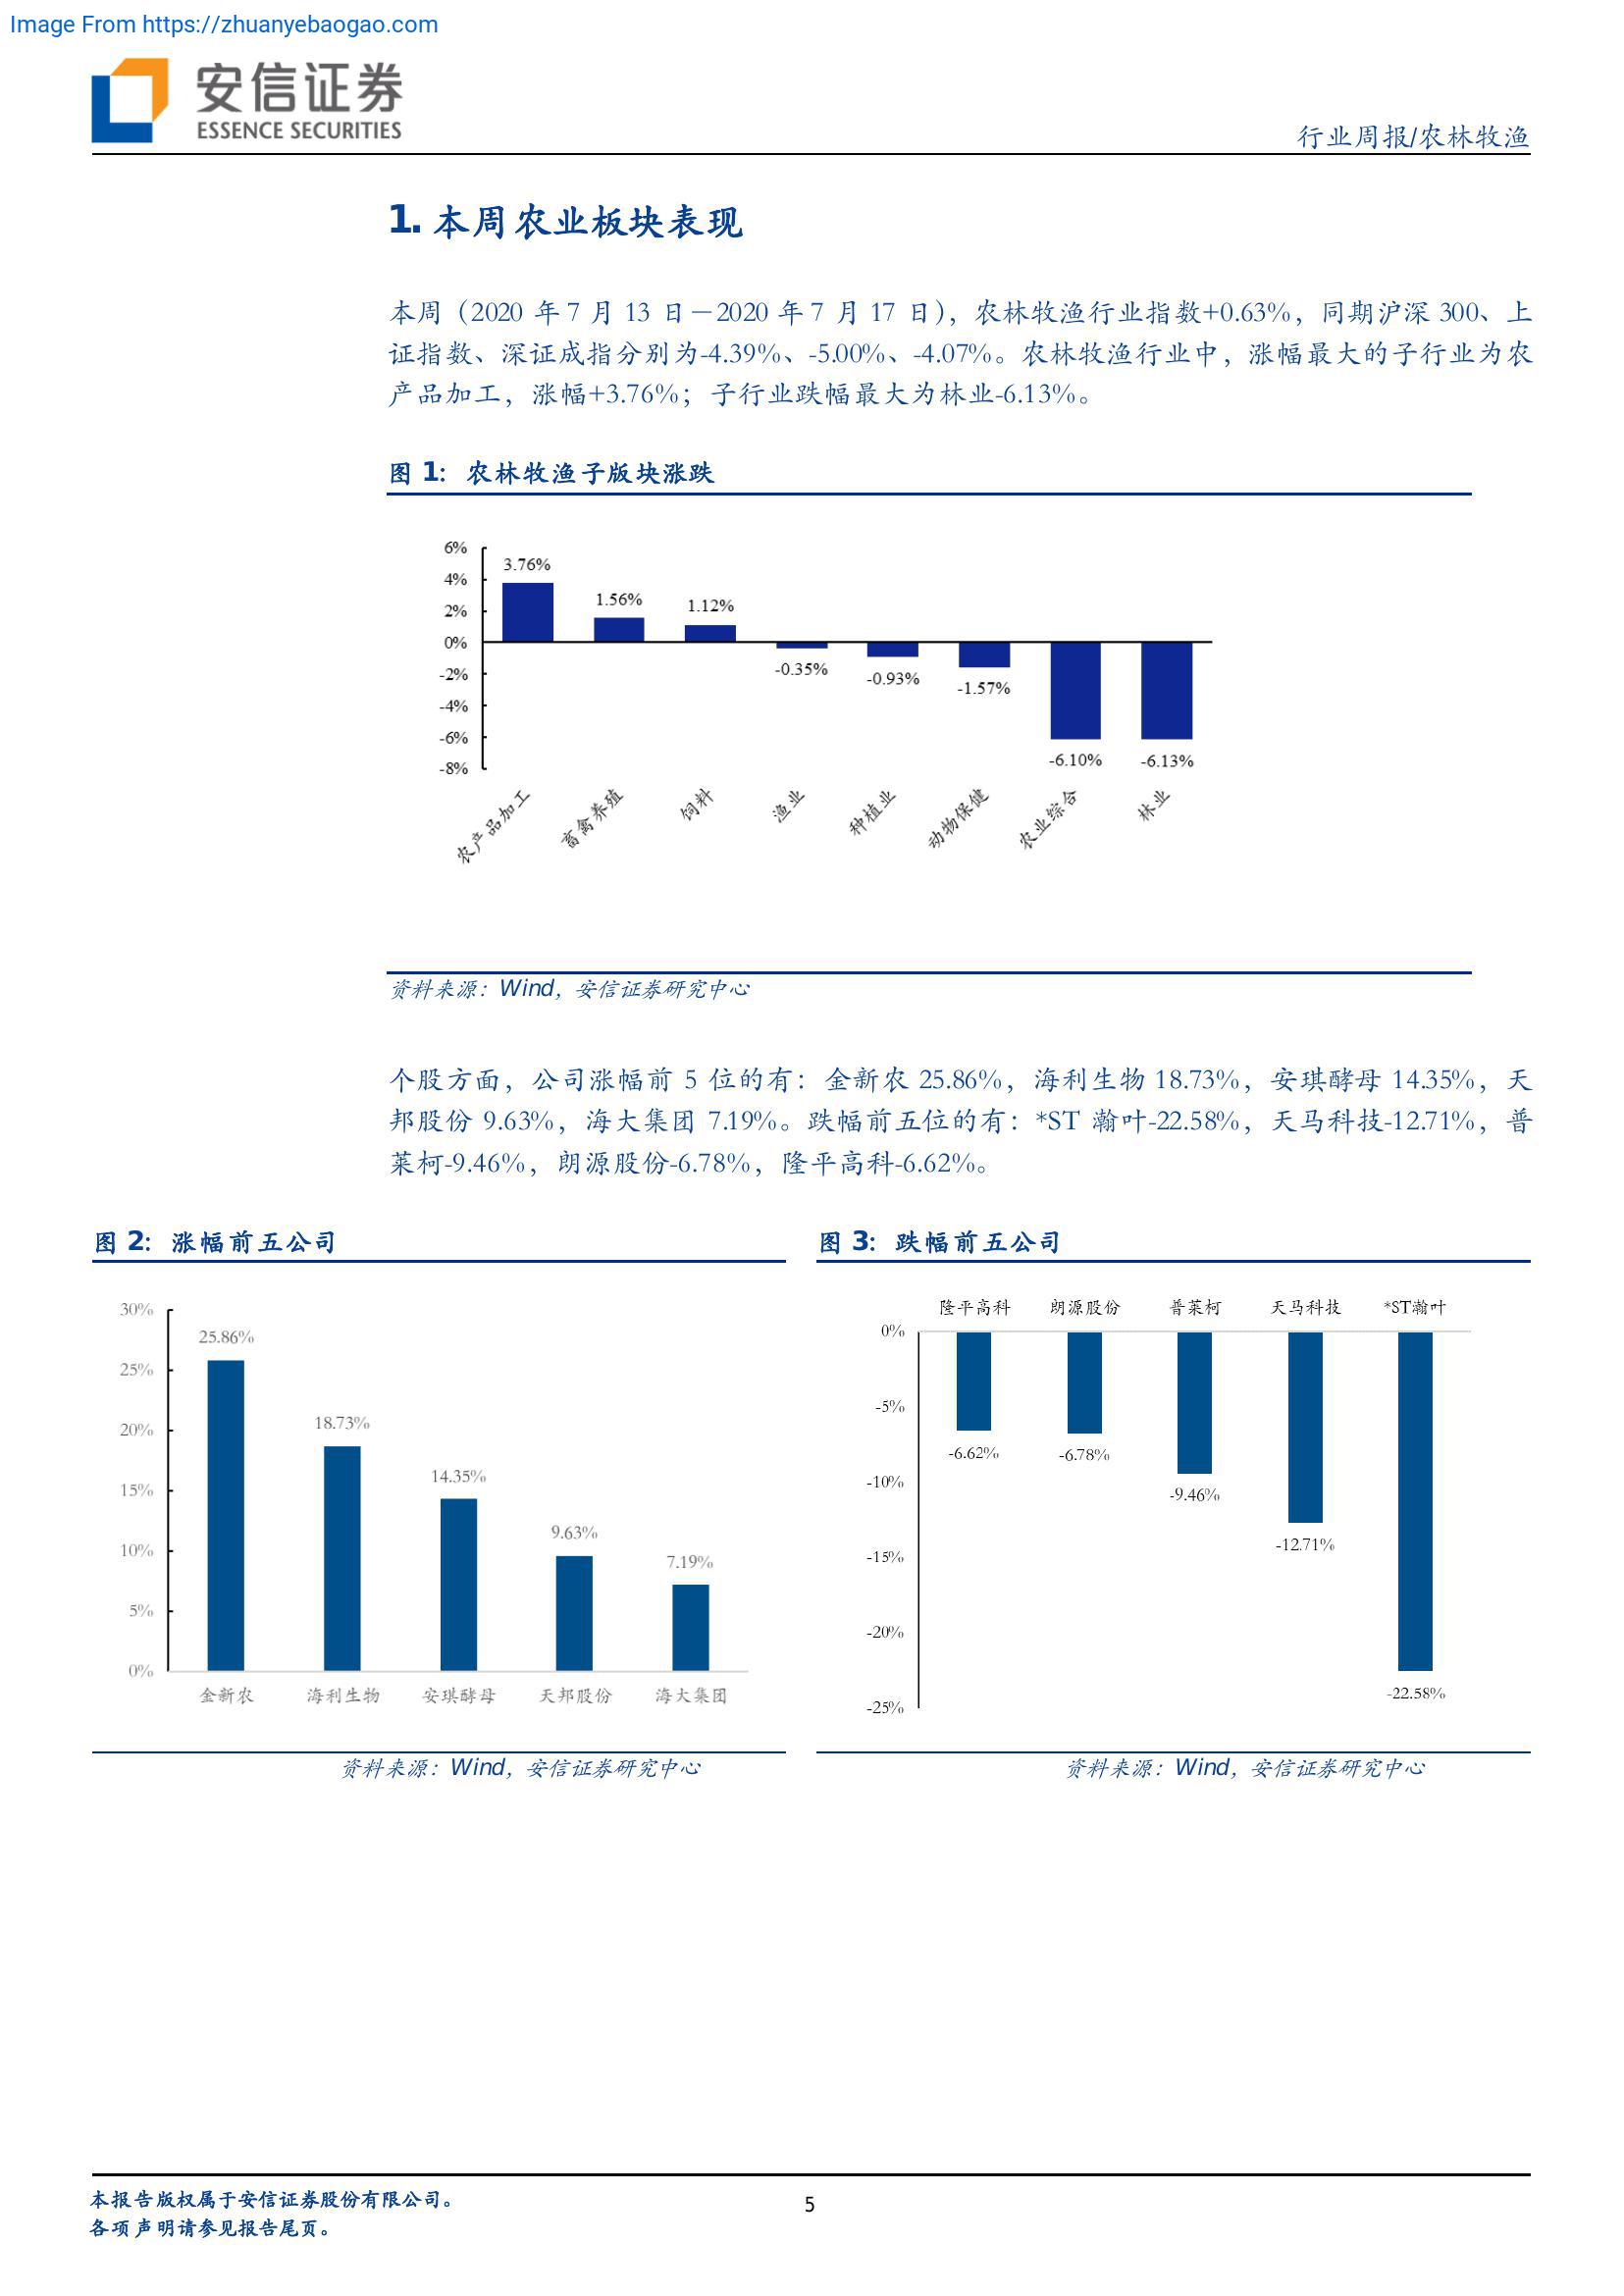 Image From https://zhuanyebaogao.com
安信证券
ESSENCE SECURITIES
行业周报/农林牧渔
1. 本周农业板块表现
本周（2020 年 7 月 13 日－2020 年 7 月 17 日），农林牧渔行业指数+0.63%，同期沪深 300、上
证指数、深证成指分别为-4.39%、-5.00%、-4.07%。农林牧渔行业中，涨幅最大的子行业为农
产品加工，涨幅+3.76%；子行业跌幅最大为林业-6.13%。
图 1：农林牧渔子版块涨跌
6%
4%
2%
0%
-2%
-4%
-6%
-8%
3.76%
1.56%
1.12%
-0.35%
-0.93%
-1.57%
-6.10%
-6.13%
农产品加工
畜禽养殖
饲料
渔业
种植业
动物保健
农业综合
林业
资料来源：Wind，安信证券研究中心
个股方面，公司涨幅前 5 位的有：金新农 25.86%，海利生物 18.73%，安琪酵母 14.35%，天
邦股份 9.63%，海大集团 7.19%。跌幅前五位的有：*ST 瀚叶-22.58%，天马科技-12.71%，普
莱柯-9.46%，朗源股份-6.78%，隆平高科-6.62%。
图 2：涨幅前五公司
30%
25%
20%
15%
10%
5%
0%
25.86%
18.73%
14.35%
9.63%
7.19%
金新农
海利生物
安琪酵母
天邦股份
海大集团
资料来源：Wind，安信证券研究中心
图 3：跌幅前五公司
隆平高科
朗源股份
普莱柯
天马科技
*ST瀚叶
0%
-5%
-10%
-15%
-20%
-25%
-6.62%
-6.78%
-9.46%
-12.71%
-22.58%
资料来源：Wind，安信证券研究中心
本报告版权属于安信证券股份有限公司。
各项声明请参见报告尾页。
5